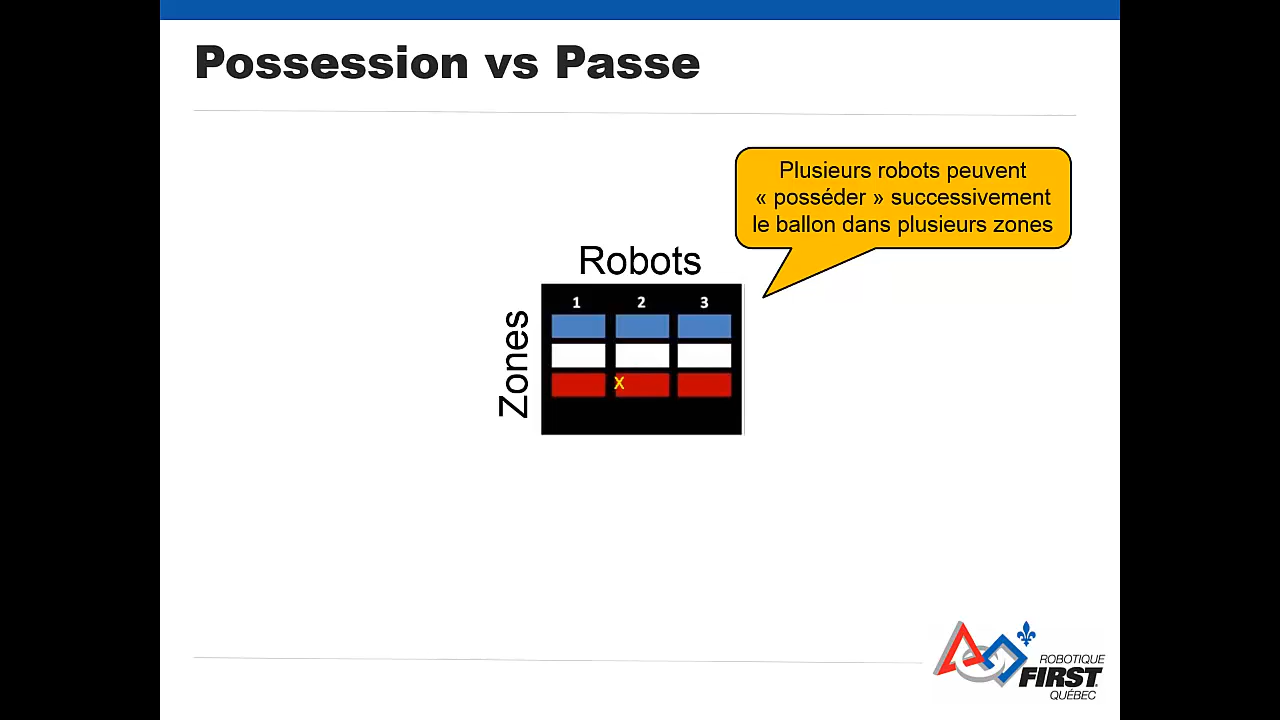 Possession vs Passe
Plusieurs robots peuvent
« posséder » successivement
le ballon dans plusieurs zones
Robots
Zones
1 2 3
X
ROBOTIQUE
FIRST
QUÉBEC